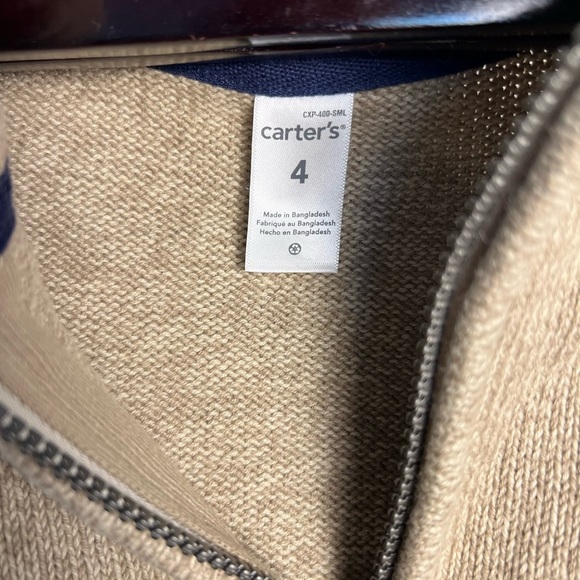 CXP-400-SML
carter's®
4
Made in Bangladesh
Fabriqué au Bangladesh
Hecho en Bangladesh